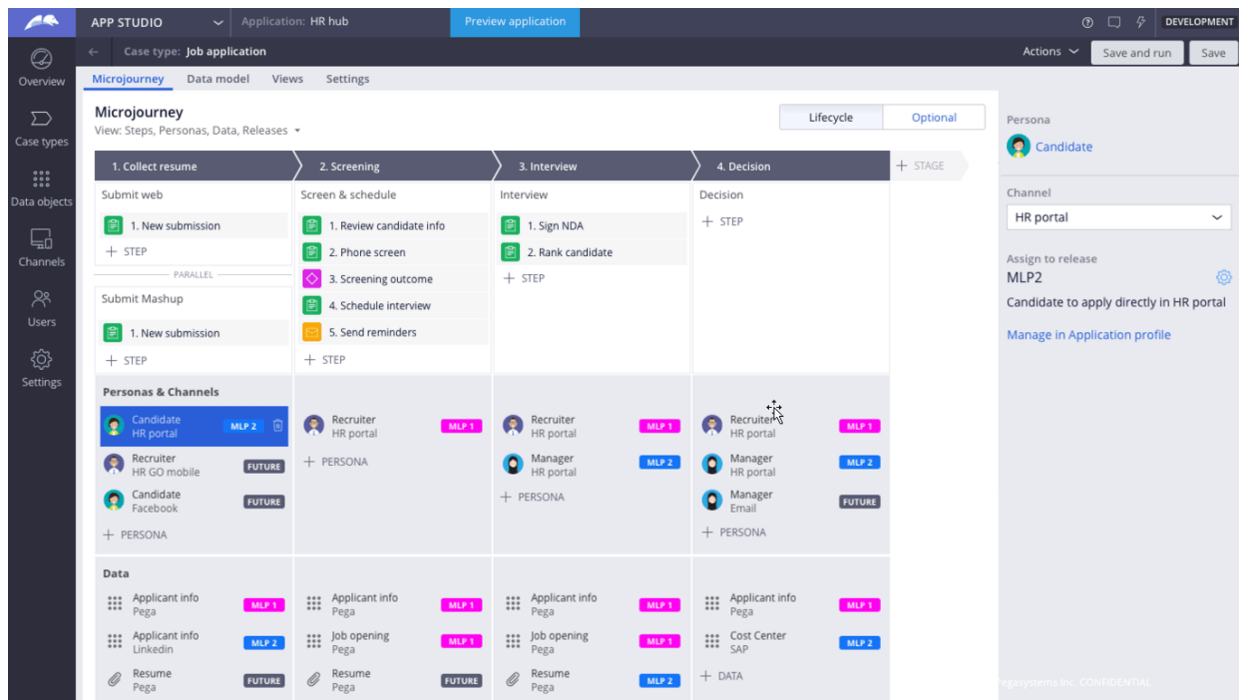 APP STUDIO
Application: HR hub
Preview application
DEVELOPMENT
Case type: Job application
Actions
Save and run
Save
Overview
Case types
Data objects
Channels
Users
Settings
Microjourney
Data model
Views
Settings
Microjourney
View: Steps, Personas, Data, Releases
Lifecycle
Optional
1. Collect resume
2. Screening
3. Interview
4. Decision
+ STAGE
Submit web
1. New submission
+ STEP
PARALLEL
Submit Mashup
1. New submission
+ STEP
Screen & schedule
1. Review candidate info
2. Phone screen
3. Screening outcome
4. Schedule interview
5. Send reminders
+ STEP
Interview
1. Sign NDA
2. Rank candidate
+ STEP
Decision
+ STEP
Personas & Channels
Candidate
HR portal
MLP 2
Recruiter
HR GO mobile
FUTURE
Candidate
Facebook
FUTURE
+ PERSONA
Recruiter
HR portal
MLP 1
+ PERSONA
Recruiter
HR portal
MLP 1
Manager
HR portal
MLP 2
+ PERSONA
Recruiter
HR portal
MLP 1
Manager
HR portal
MLP 2
Manager
Email
FUTURE
+ PERSONA
Data
Applicant info
Pega
MLP 1
Applicant info
Linkedin
MLP 2
Resume
Pega
FUTURE
Applicant info
Pega
MLP 1
Job opening
Pega
MLP 1
Resume
Pega
FUTURE
Applicant info
Pega
MLP 1
Job opening
Pega
MLP 1
Resume
Pega
MLP 2
Applicant info
Pega
MLP 1
Cost Center
SAP
MLP 2
+ DATA
Persona
Candidate
Channel
HR portal
Assign to release
MLP2
Candidate to apply directly in HR portal
Manage in Application profile
Pegasystems Inc. CONFIDENTIAL